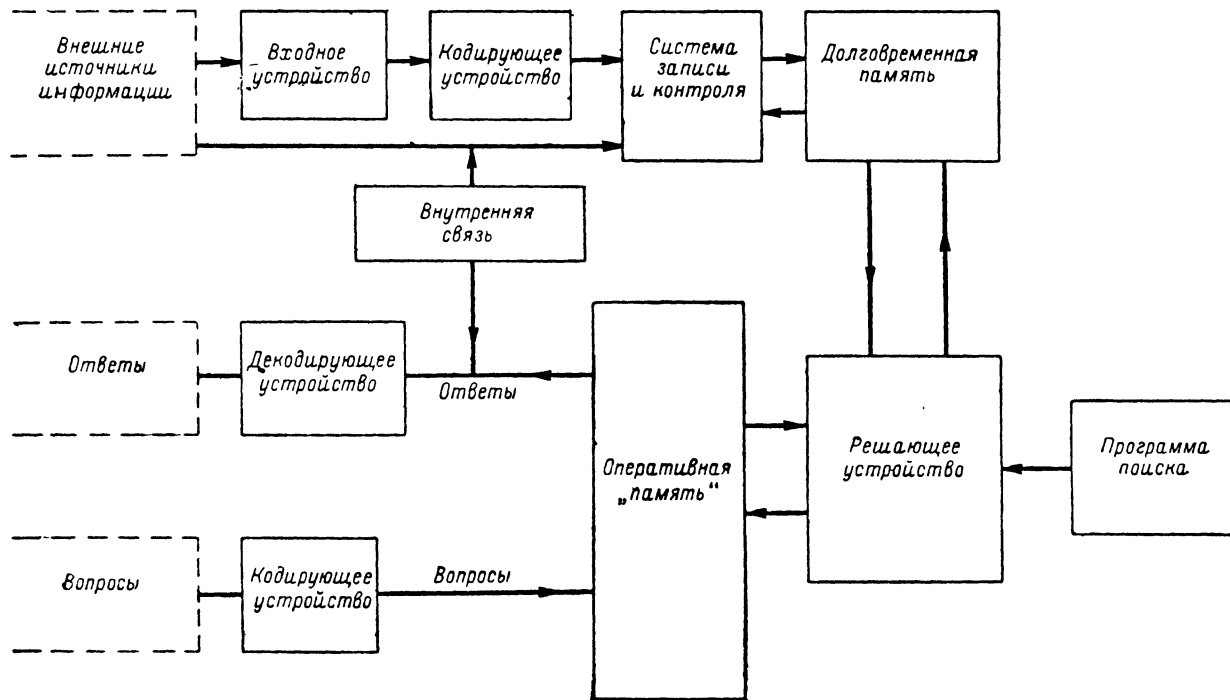 Внешние
источники
информации
Входное
устройство
Кодирующее
устройство
Система
записи
и контроля
Долговременная
память
Внутренняя
связь
Ответы
Декодирующее
устройство
Ответы
Оперативная
„память“
Решающее
устройство
Программа
поиска
Вопросы
Кодирующее
устройство
Вопросы